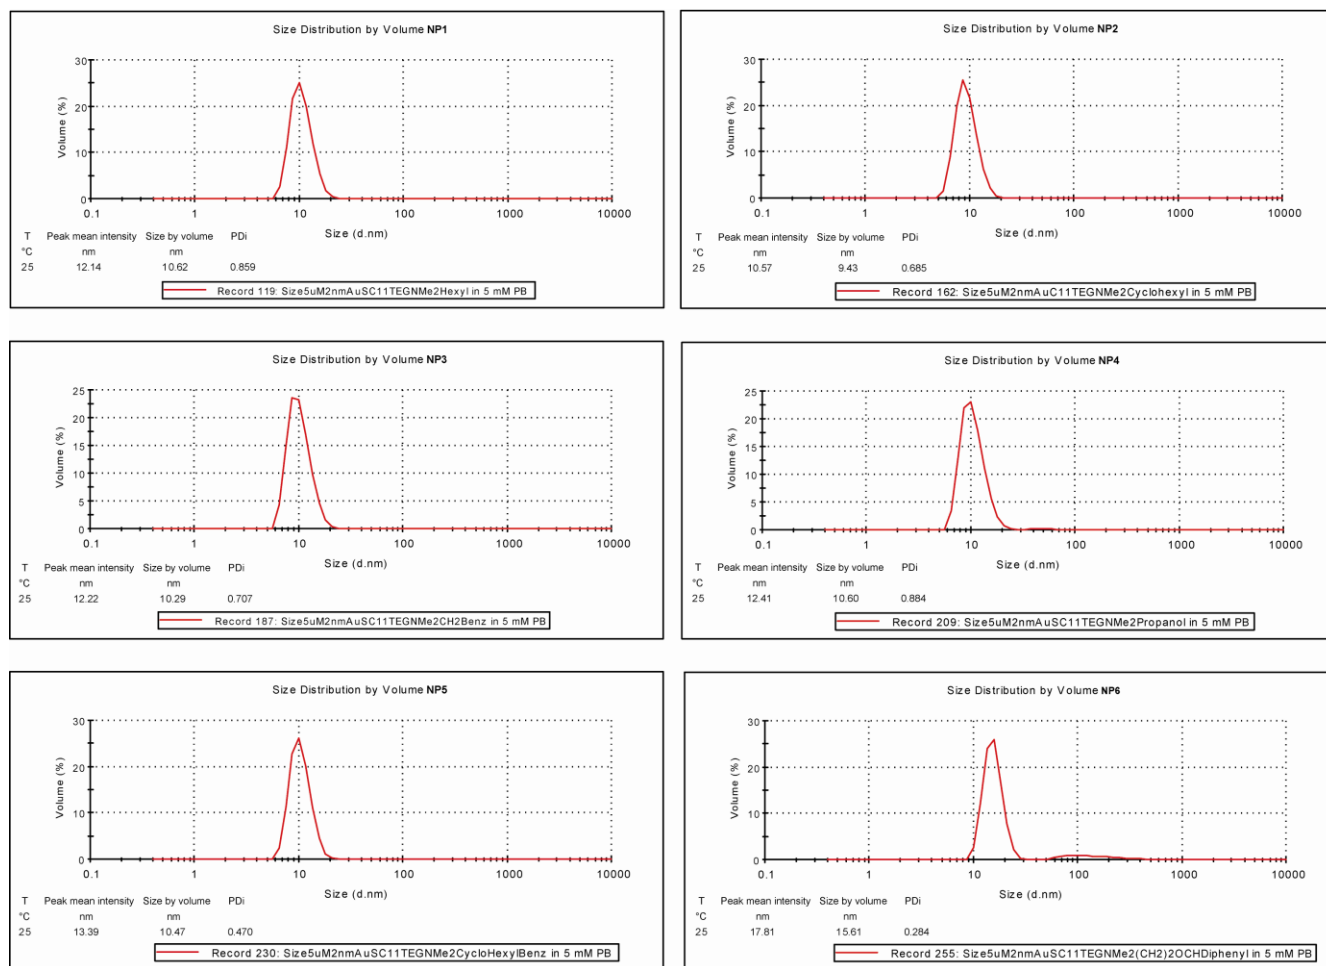 Size Distribution by Volume NP1
Volume (%)
30
20
10
0
0.1 1 10 100 1000 10000
Size (d.nm)
T Peak mean intensity Size by volume PDi
°C nm nm
25 12.14 10.62 0.859
Record 119: Size5uM2nmAuSC11TEGNMe2Hexyl in 5 mM PB
Size Distribution by Volume NP2
Volume (%)
30
20
10
0
0.1 1 10 100 1000 10000
Size (d.nm)
T Peak mean intensity Size by volume PDi
°C nm nm
25 10.57 9.43 0.685
Record 162: Size5uM2nmAuC11TEGNMe2Cyclohexyl in 5 mM PB
Size Distribution by Volume NP3
Volume (%)
25
20
15
10
5
0
0.1 1 10 100 1000 10000
Size (d.nm)
T Peak mean intensity Size by volume PDi
°C nm nm
25 12.22 10.29 0.707
Record 187: Size5uM2nmAuSC11TEGNMe2CH2Benz in 5 mM PB
Size Distribution by Volume NP4
Volume (%)
25
20
15
10
5
0
0.1 1 10 100 1000 10000
Size (d.nm)
T Peak mean intensity Size by volume PDi
°C nm nm
25 12.41 10.60 0.884
Record 209: Size5uM2nmAuSC11TEGNMe2Propanol in 5 mM PB
Size Distribution by Volume NP5
Volume (%)
30
20
10
0
0.1 1 10 100 1000 10000
Size (d.nm)
T Peak mean intensity Size by volume PDi
°C nm nm
25 13.39 10.47 0.470
Record 230: Size5uM2nmAuSC11TEGNMe2CycloHexylBenz in 5 mM PB
Size Distribution by Volume NP6
Volume (%)
30
20
10
0
0.1 1 10 100 1000 10000
Size (d.nm)
T Peak mean intensity Size by volume PDi
°C nm nm
25 17.81 15.61 0.284
Record 255: Size5uM2nmAuSC11TEGNMe2(CH2)2OCHDiphenyl in 5 mM PB